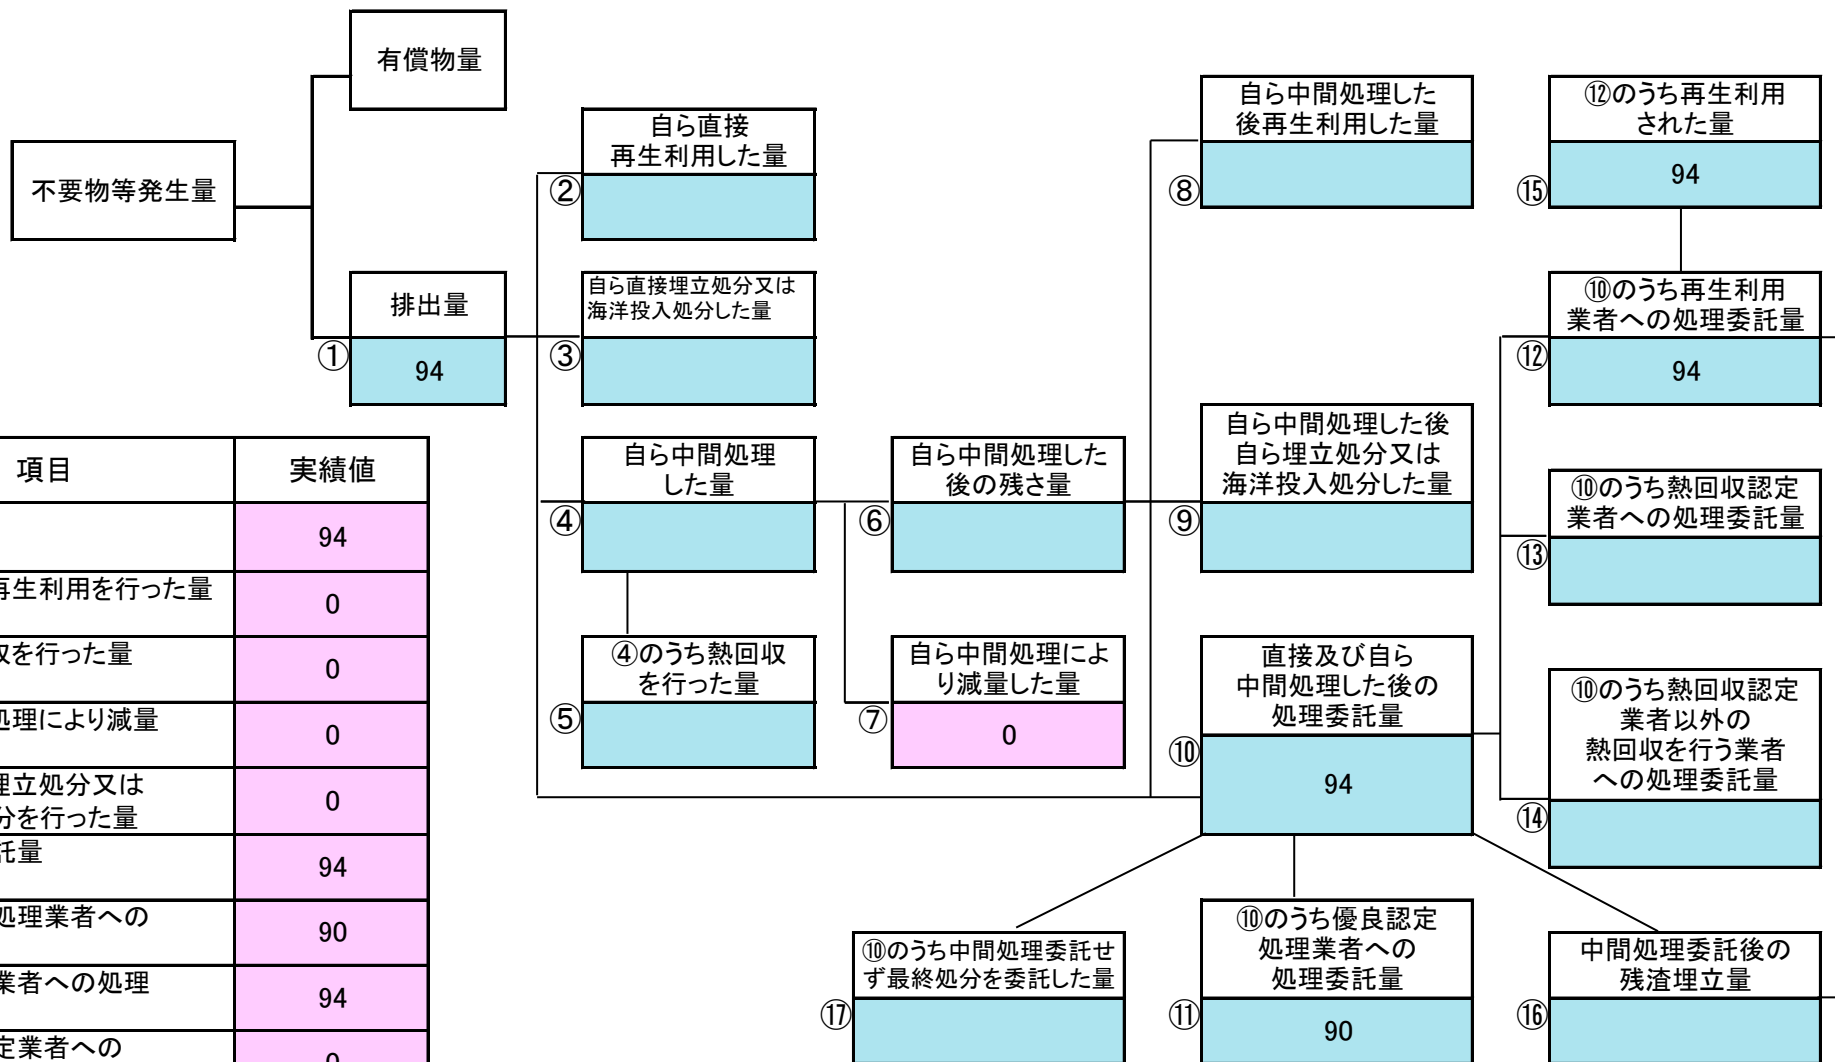 有償物量
不要物等発生量
排出量
①
94
自ら直接
再生利用した量
②
自ら直接埋立処分又は
海洋投入処分した量
③
自ら中間処理
した量
④
④のうち熱回収
を行った量
⑤
自ら中間処理した
後の残さ量
⑥
自ら中間処理によ
り減量した量
⑦
0
自ら中間処理した
後再生利用した量
⑧
自ら中間処理した後
自ら埋立処分又は
海洋投入処分した量
⑨
直接及び自ら
中間処理した後の
処理委託量
⑩
94
⑫のうち再生利用
された量
⑮
94
⑩のうち再生利用
業者への処理委託量
⑫
94
⑩のうち熱回収認定
業者への処理委託量
⑬
⑩のうち熱回収認定
業者以外の
熱回収を行う業者
への処理委託量
⑭
⑩のうち中間処理委託せ
ず最終処分を委託した量
⑰
⑩のうち優良認定
処理業者への
処理委託量
⑪
90
中間処理委託後の
残渣埋立量
⑯
項目 実績値
94
再生利用を行った量
0
収を行った量
0
処理により減量
0
埋立処分又は
分を行った量
0
託量
94
処理業者への
90
業者への処理
94
定業者への
0